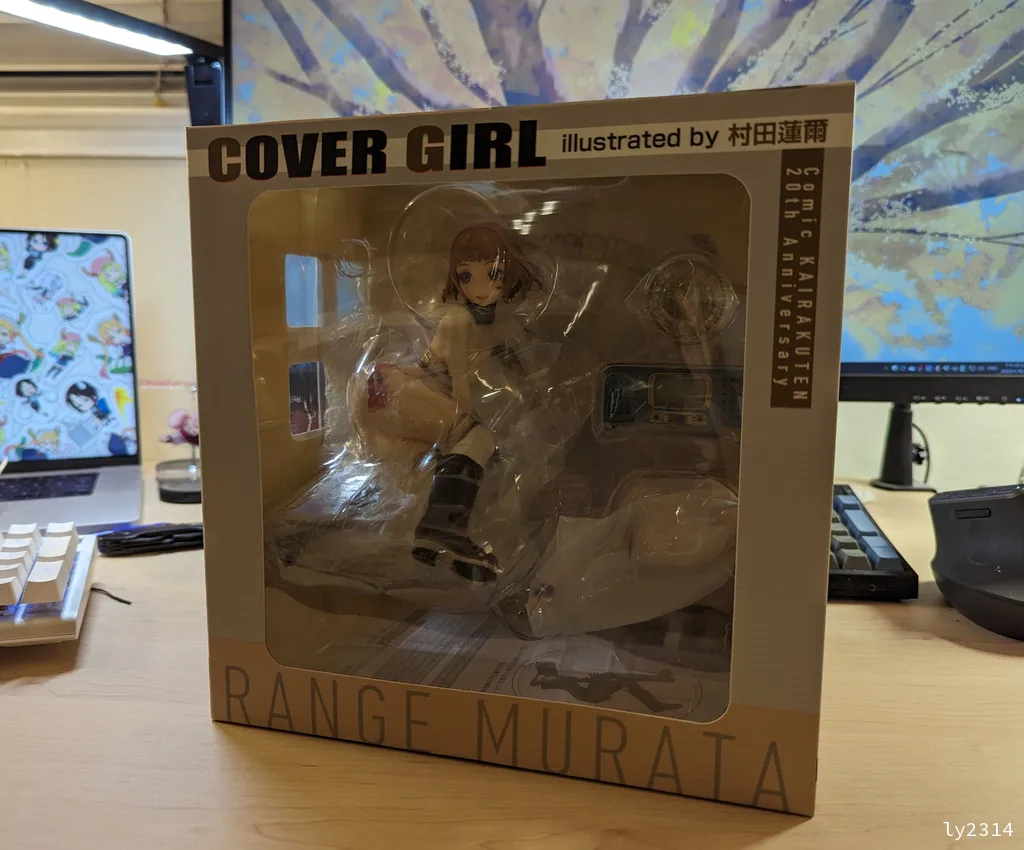 COVER GIRL illustrated by 村田蓮爾
Comic KAIRAKUTEN
20th Anniversary
RANGE MURATA
ly2314